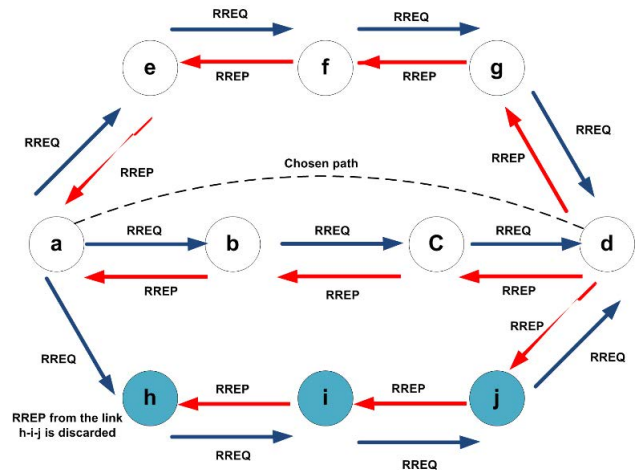 RREQ
RREQ
e
f
g
RREP
RREP
RREQ
RREQ
RREP
RREP
Chosen path
a
RREQ
b
RREQ
C
RREQ
d
RREP
RREP
RREP
RREP
RREQ
RREQ
RREP
RREP
h
i
j
RREP from the link
h-i-j is discarded
RREQ
RREQ